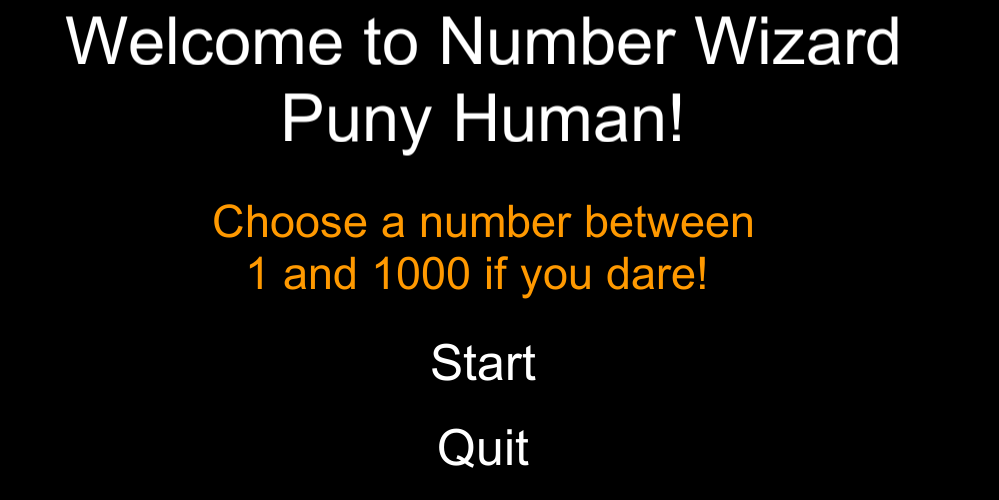 Welcome to Number Wizard
Puny Human!
Choose a number between
1 and 1000 if you dare!
Start
Quit